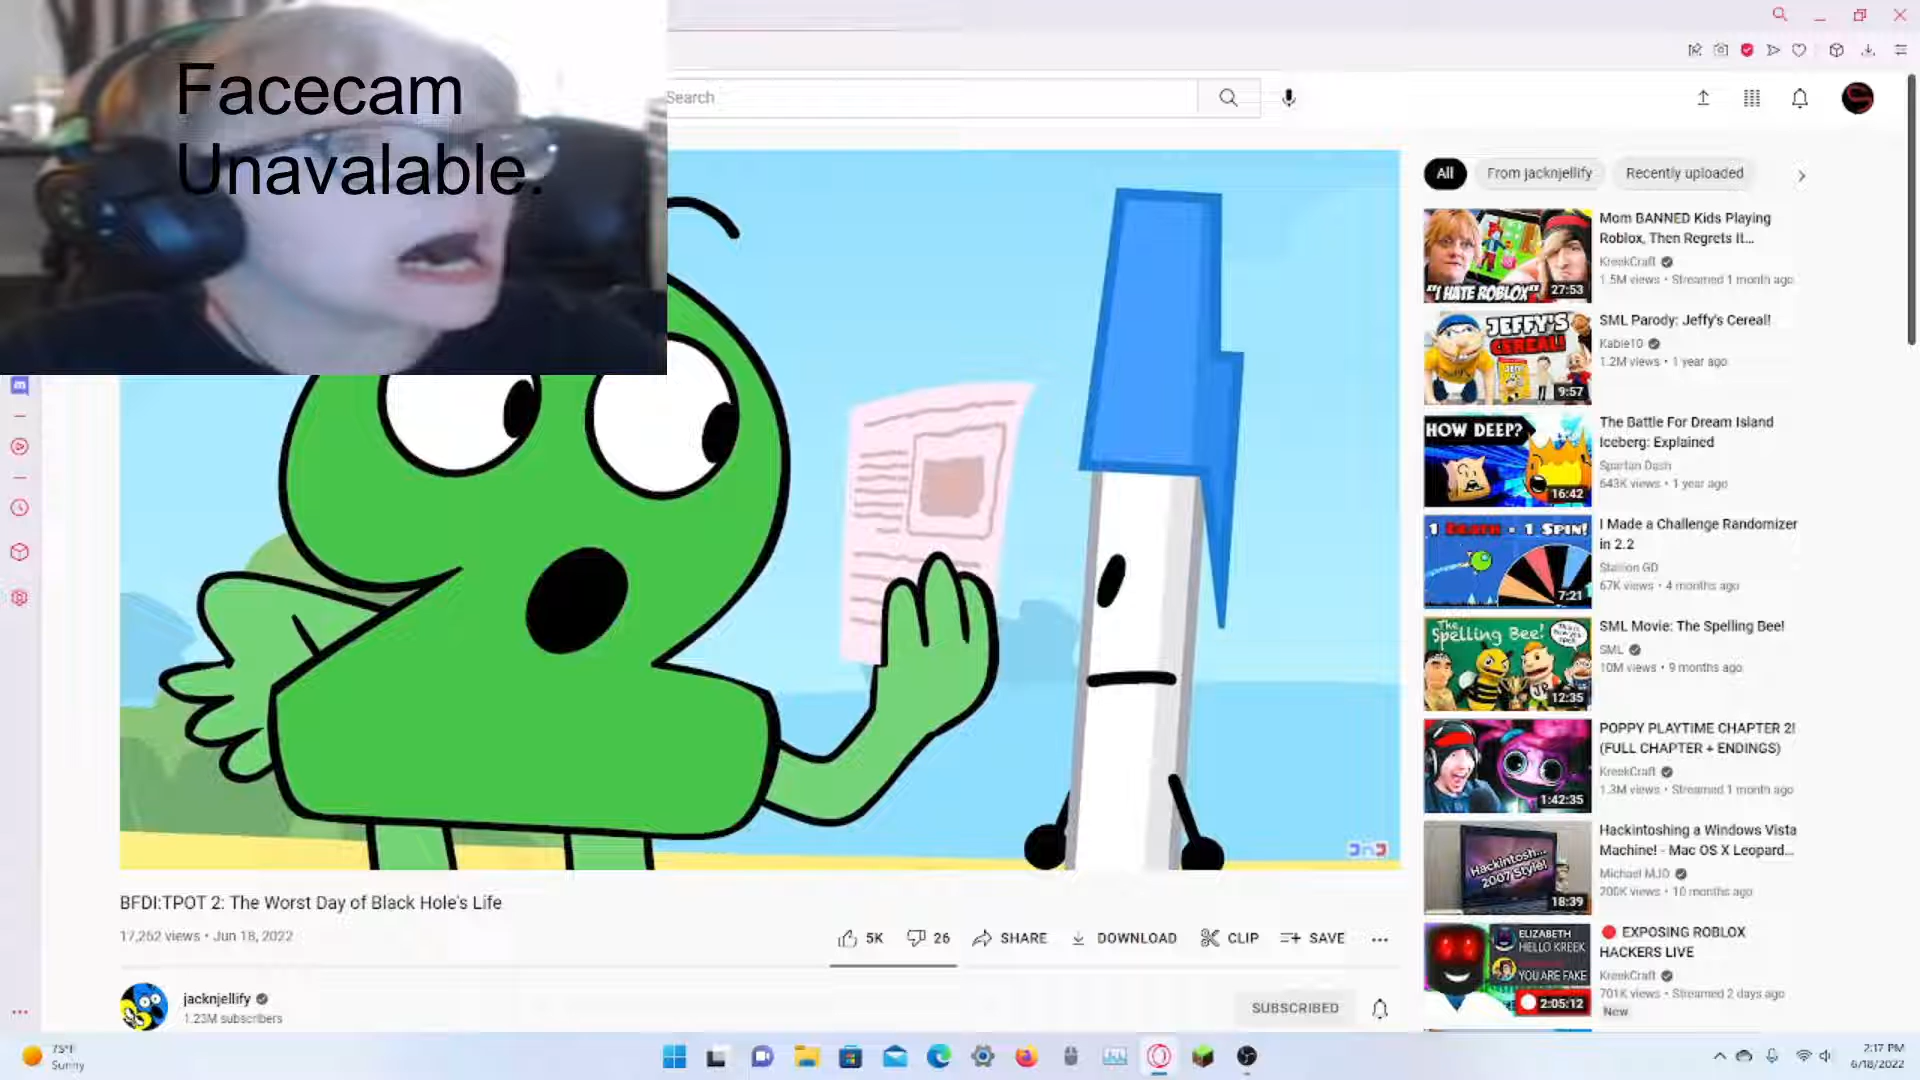 Facecam
Unavalable.
Search
All
From jacknjellify
Recently uploaded
"I HATE ROBLOX"
27:53
Mom BANNED Kids Playing
Roblox, Then Regrets It...
KreekCraft
1.5M views • Streamed 1 month ago
JEFFY'S
CEREAL!
9:57
SML Parody: Jeffy's Cereal!
Kable10
1.2M views • 1 year ago
HOW DEEP?
16:42
The Battle For Dream Island
Iceberg: Explained
Spartan Dash
643K views • 1 year ago
1 DEATH = 1 SPIN!
7:21
I Made a Challenge Randomizer
in 2.2
Stallion GD
67K views • 4 months ago
The
Spelling Bee!
12:35
SML Movie: The Spelling Bee!
SML
10M views • 9 months ago
1:42:35
POPPY PLAYTIME CHAPTER 2!
(FULL CHAPTER + ENDINGS)
KreekCraft
1.3M views • Streamed 1 month ago
Hackintosh...
2007 Style!
18:39
Hackintoshing a Windows Vista
Machine! - Mac OS X Leopard...
Michael MJD
200K views • 10 months ago
ELIZABETH
HELLO KREEK
YOU ARE FAKE
2:05:12
EXPOSING ROBLOX
HACKERS LIVE
KreekCraft
701K views • Streamed 2 days ago
New
BFDI:TPOT 2: The Worst Day of Black Hole's Life
17,262 views • Jun 18, 2022
5K
26
SHARE
DOWNLOAD
CLIP
SAVE
jacknjellify
1.23M subscribers
SUBSCRIBED
75°F
Sunny
2:17 PM
6/18/2022